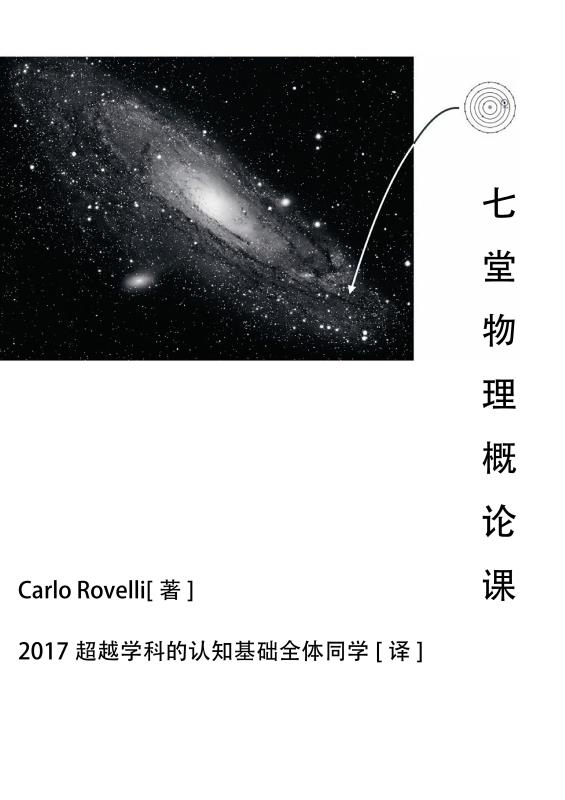 七堂物理概论课
Carlo Rovelli[ 著 ]
2017 超越学科的认知基础全体同学 [ 译 ]